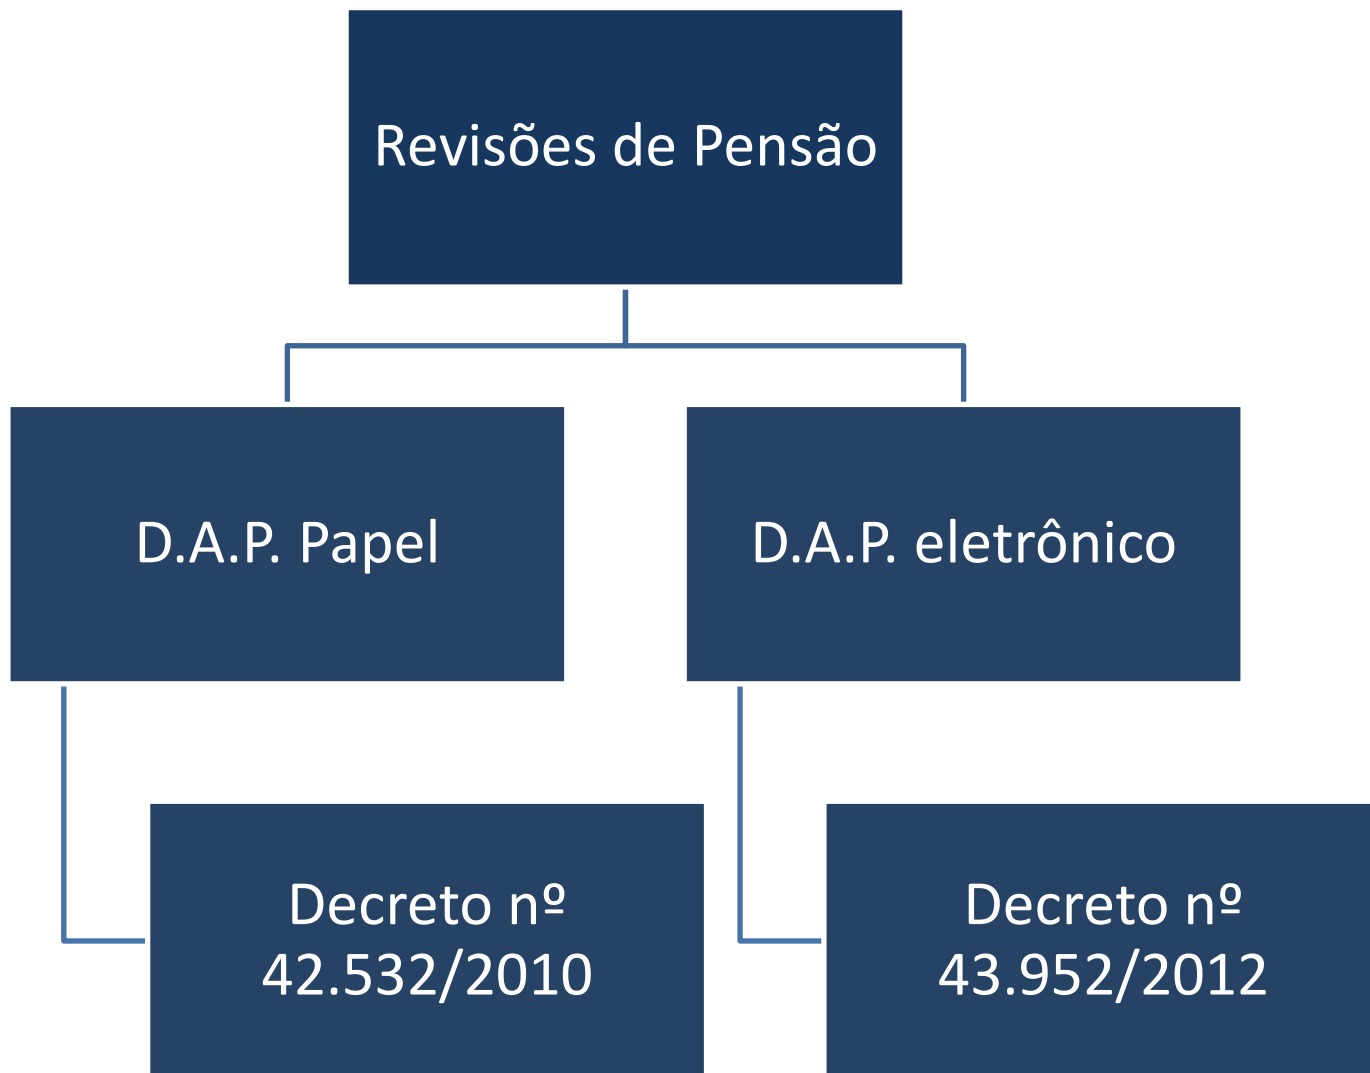 Revisões de Pensão
D.A.P. Papel
D.A.P. eletrônico
Decreto nº
42.532/2010
Decreto nº
43.952/2012